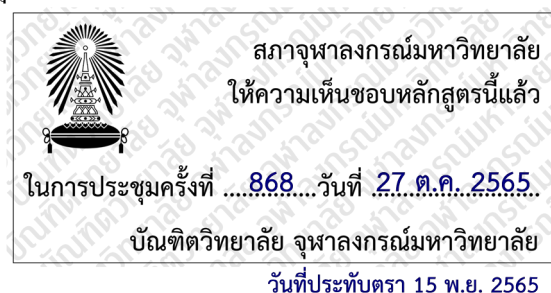 สภาจุฬาลงกรณ์มหาวิทยาลัย
ให้ความเห็นชอบหลักสูตรนี้แล้ว
ในการประชุมครั้งที่ ....868....วันที่ .27 ต.ค. 2565.
บัณฑิตวิทยาลัย จุฬาลงกรณ์มหาวิทยาลัย
วันที่ประทับตรา 15 พ.ย. 2565